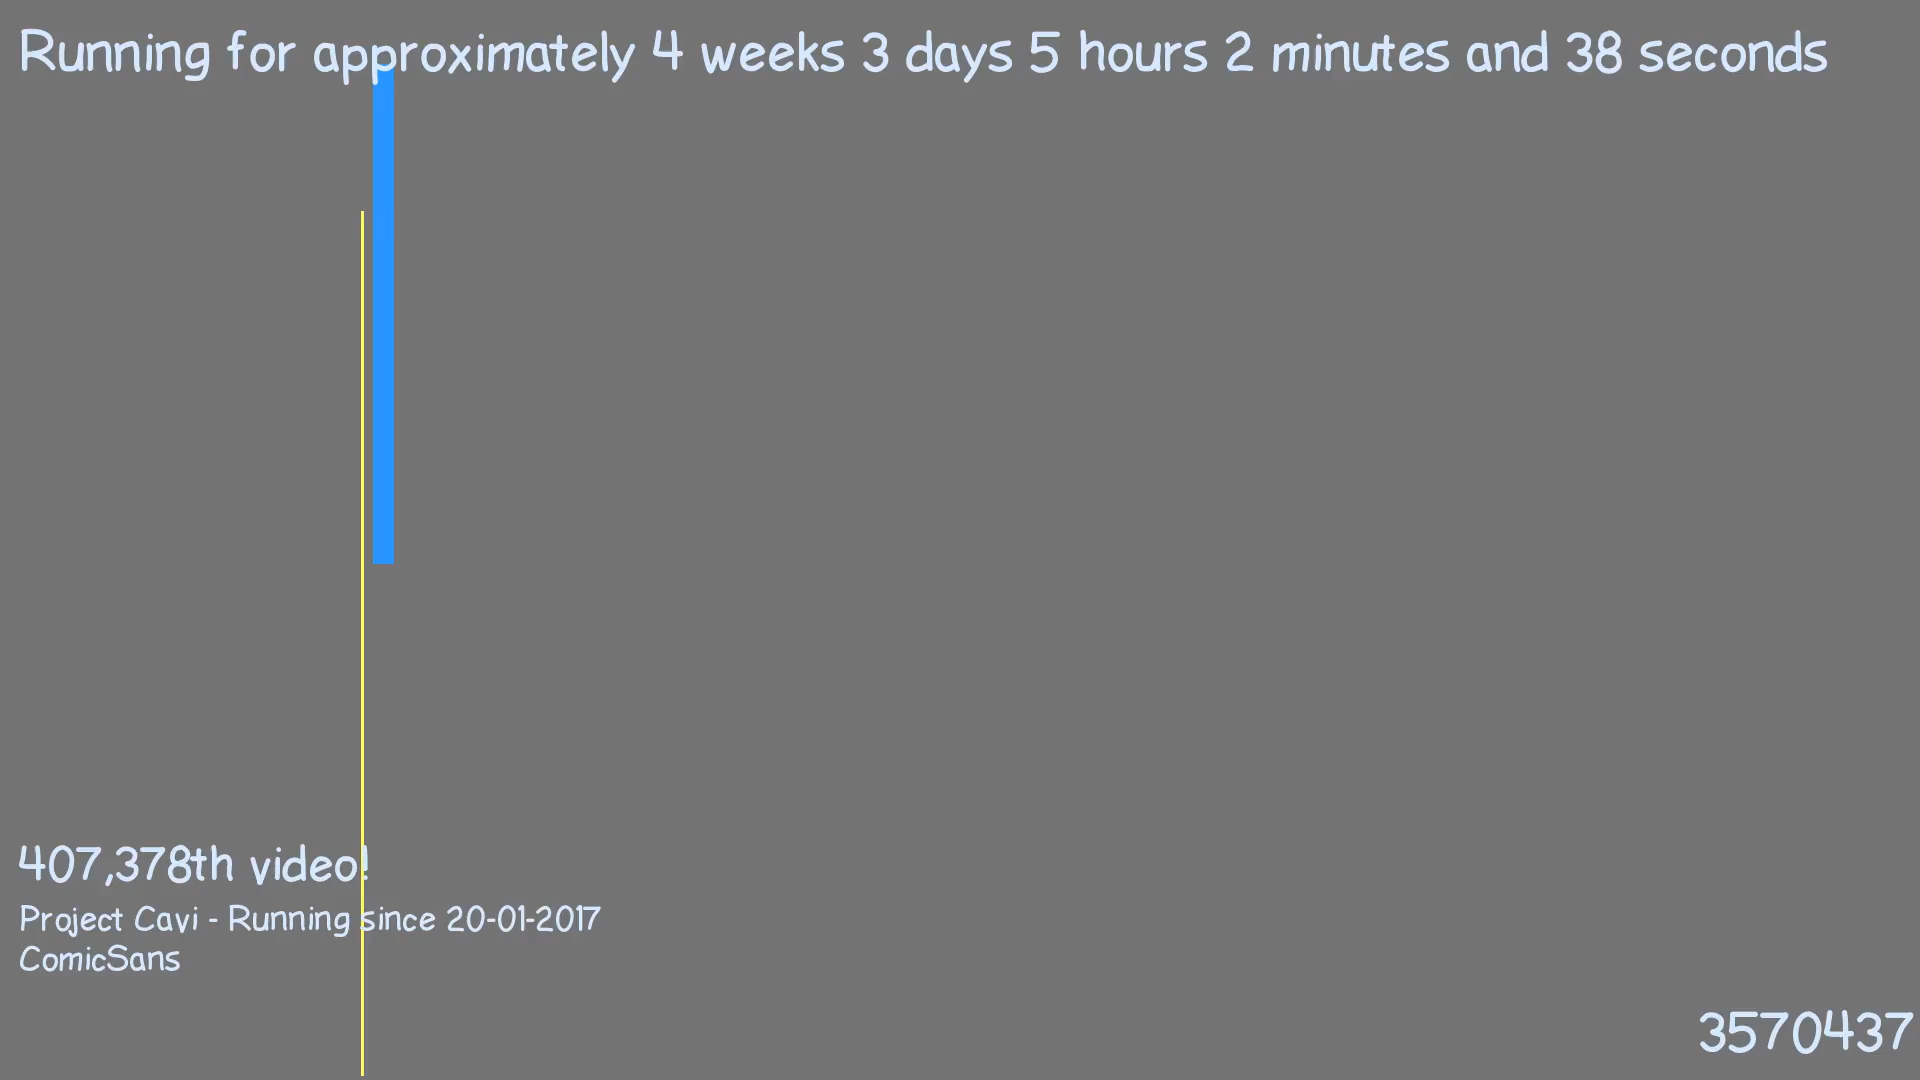 Running for approximately 4 weeks 3 days 5 hours 2 minutes and 38 seconds
407,378th video!
Project Cavi - Running since 20-01-2017
ComicSans
3570437